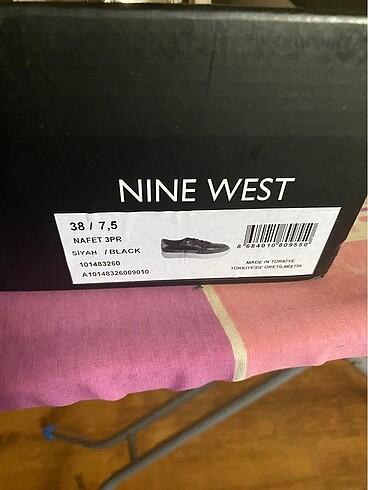 NINE WEST
38 / 7,5
NAFET 3PR
SİYAH / BLACK
101483260
A10148326009010
8 684010 809560
MADE IN TÜRKİYE
TÜRKİYE'DE ÜRETİLMİŞTİR